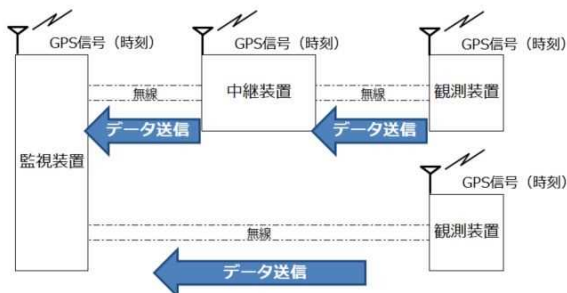 GPS信号（時刻）
GPS信号（時刻）
GPS信号（時刻）
無線
中継装置
無線
観測装置
データ送信
データ送信
監視装置
GPS信号（時刻）
無線
観測装置
データ送信